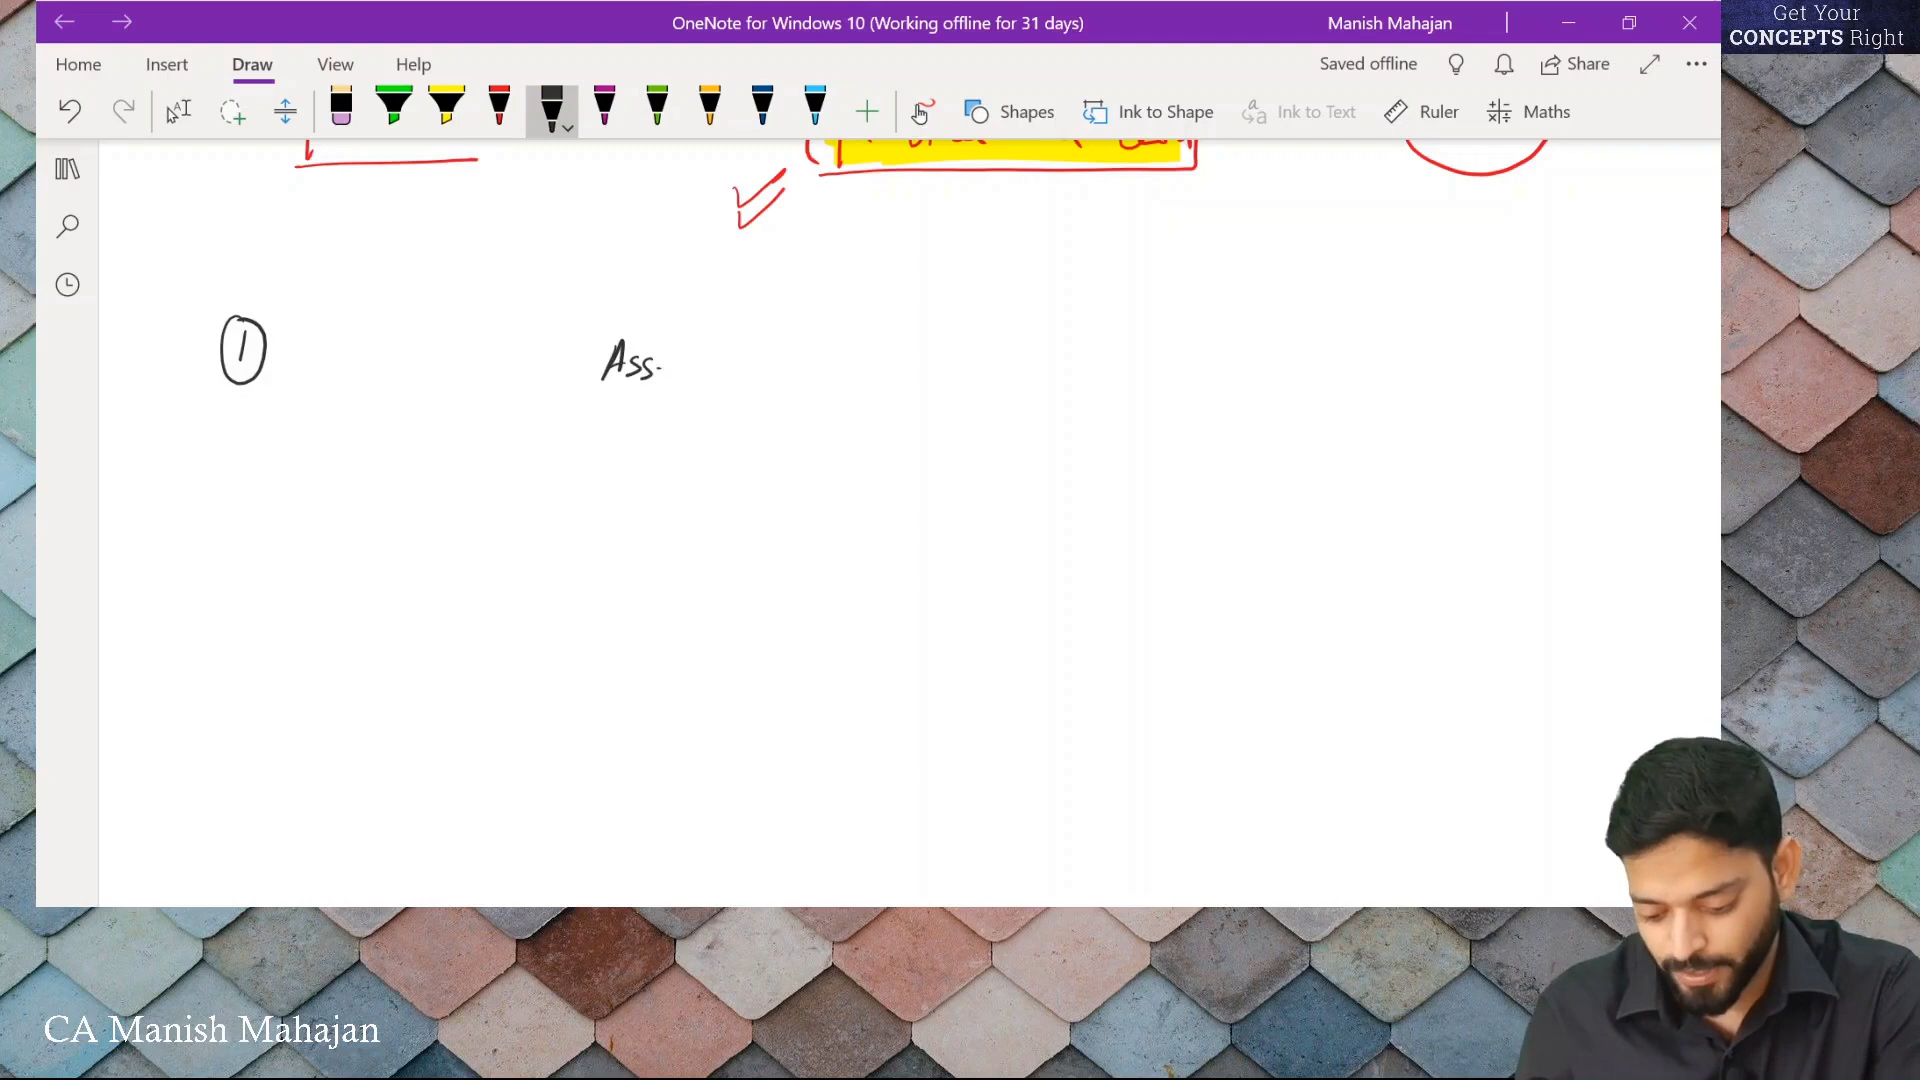 OneNote for Windows 10 (Working offline for 31 days)
Manish Mahajan
Get Your
CONCEPTS Right
Home Insert Draw View Help
Saved offline Share
Shapes Ink to Shape Ink to Text Ruler Maths
1 Ass.
CA Manish Mahajan